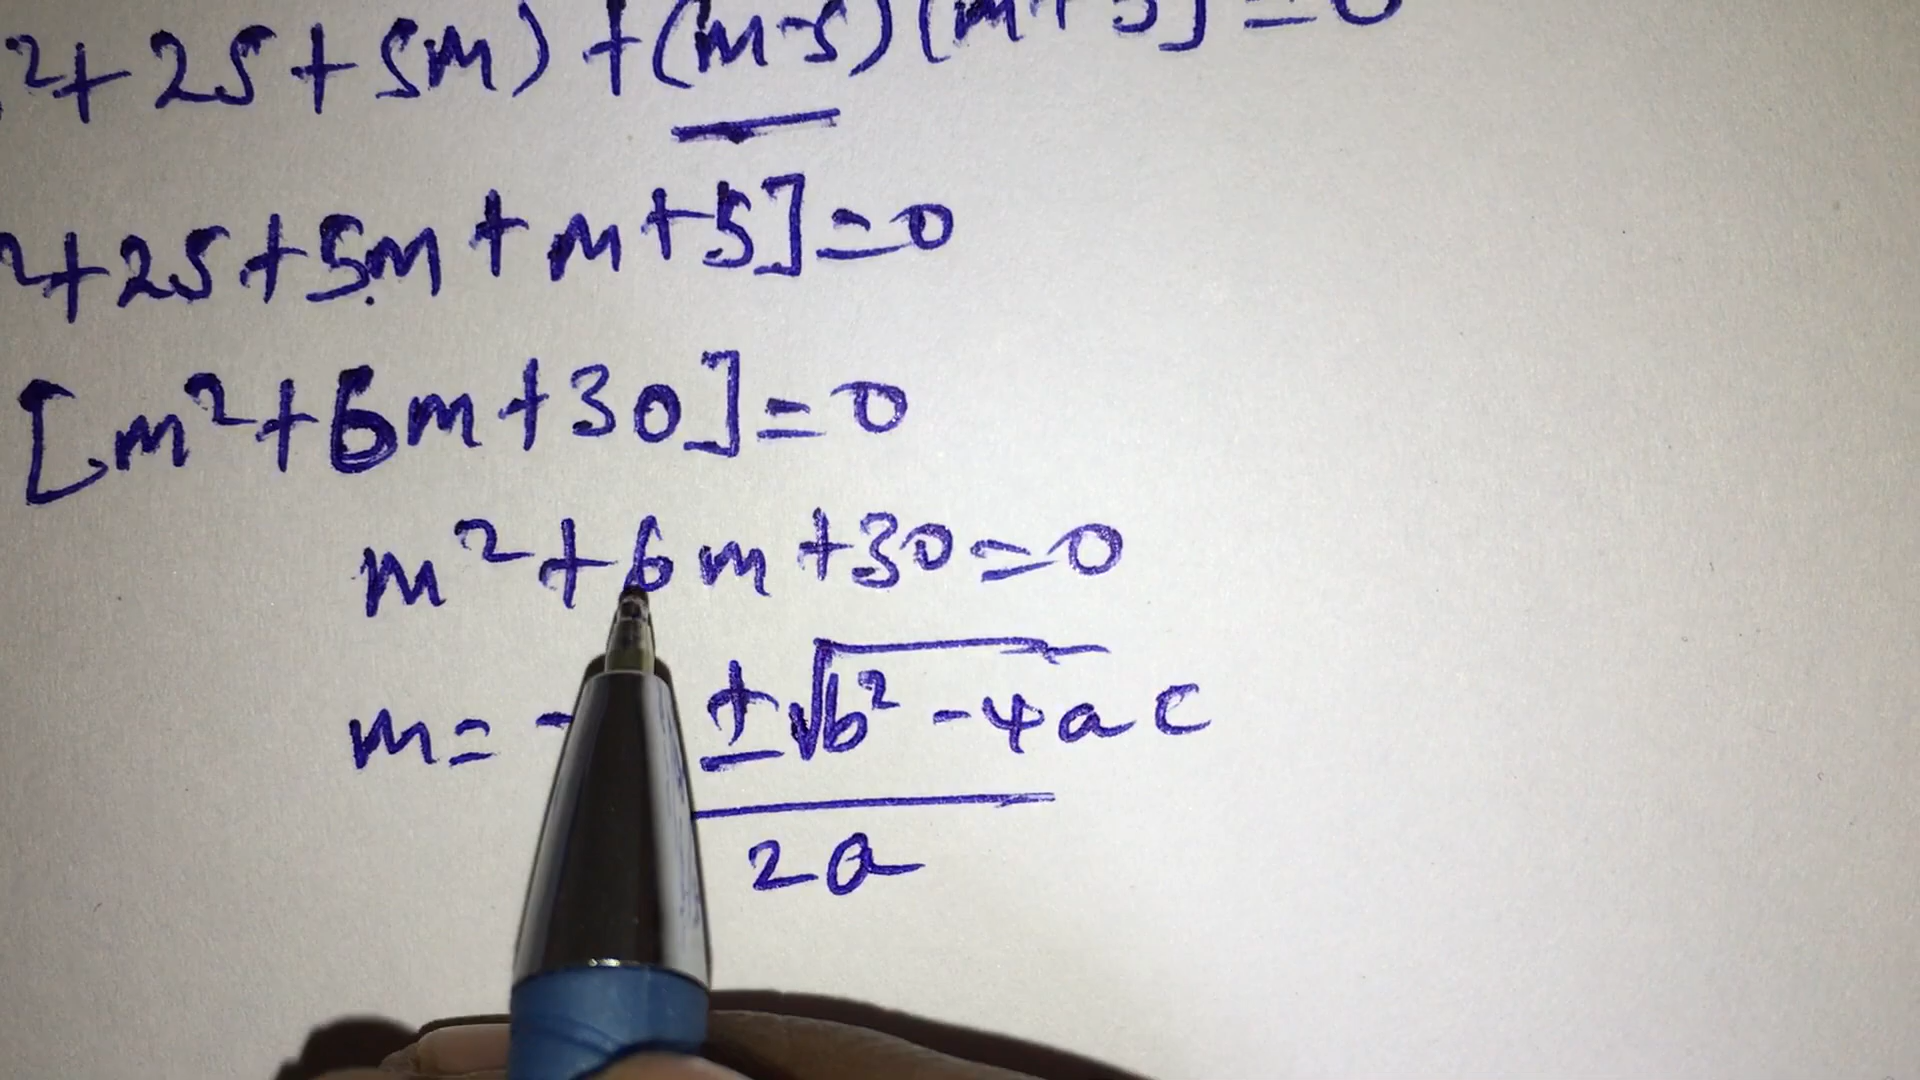 ²+25+5m)+(m-5)(m+5]=0
²+25+5m+m+5]=0
[m²+6m+30]=0
m²+6m+30=0
m= - ±√b²-4ac
2a